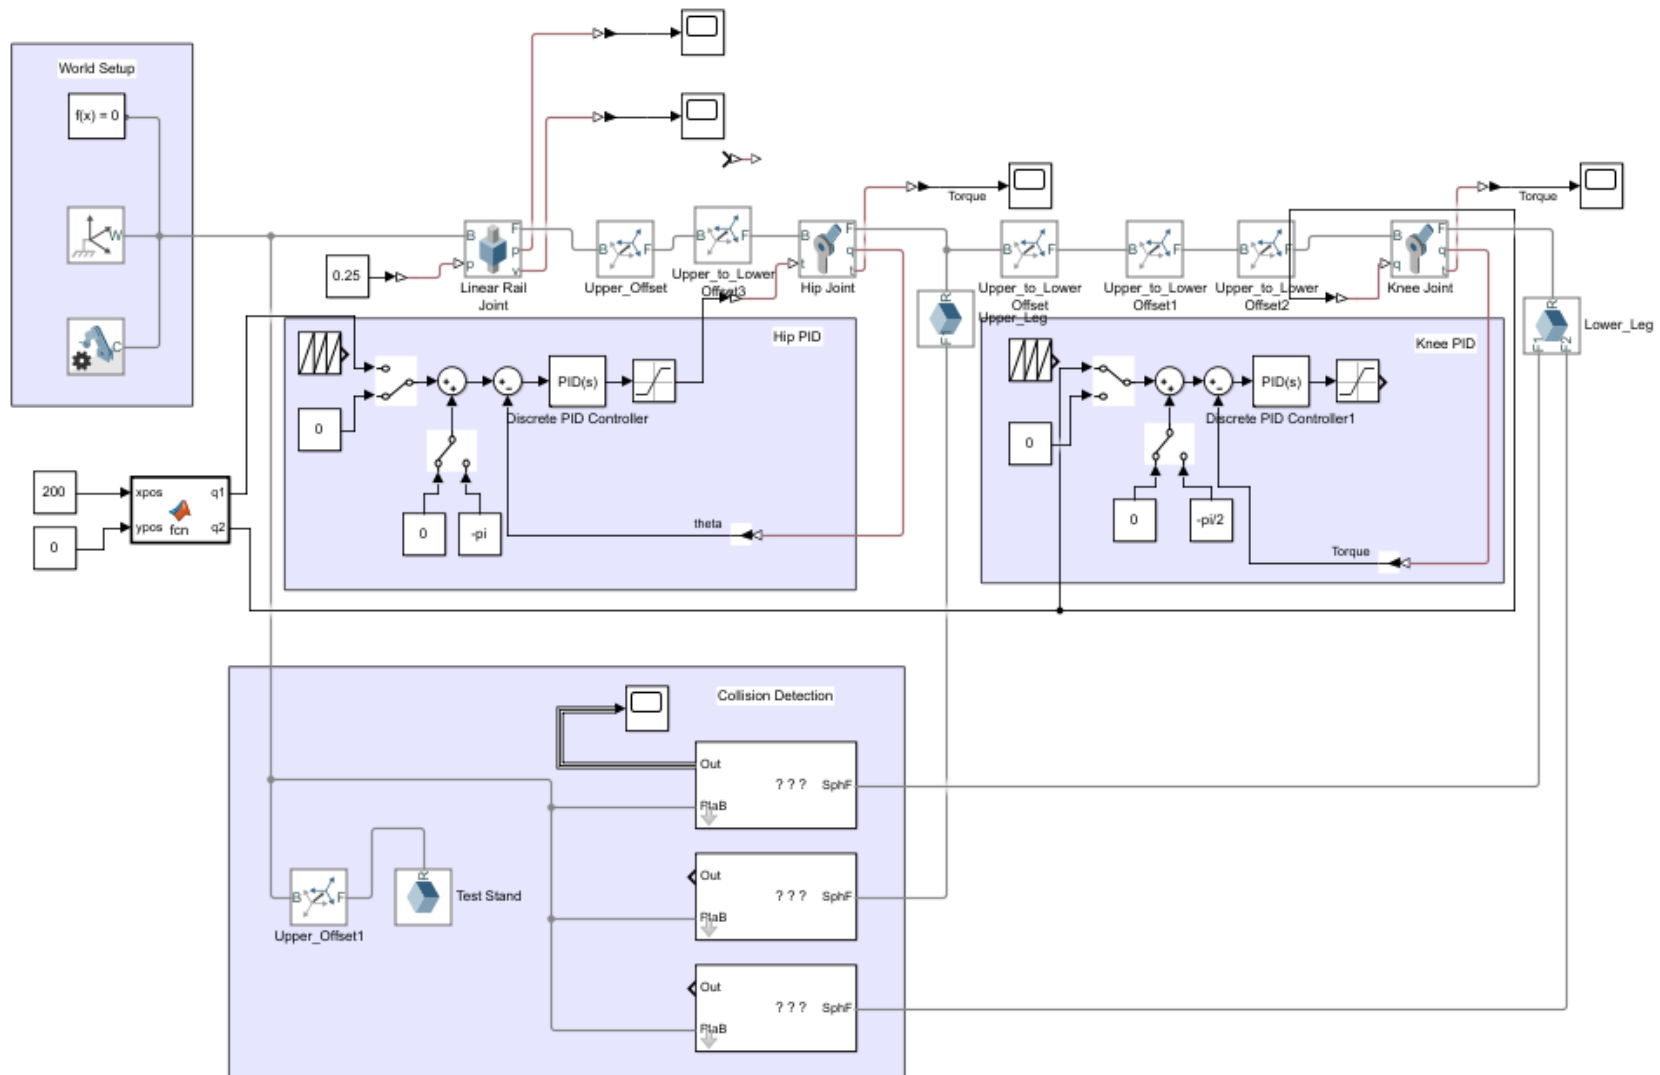 World Setup
f(x) = 0
W
C
B
p
F
p
v
Linear Rail
Joint
0.25
B
F
Upper_Offset
B
F
Upper_to_Lower
Offset3
B
t
F
q
t
Hip Joint
Torque
B
F
Upper_to_Lower
Offset
B
F
Upper_to_Lower
Offset1
B
F
Upper_to_Lower
Offset2
B
q
F
q
t
Knee Joint
Torque
R
Upper_Leg
R
F1
F2
Lower_Leg
Hip PID
0
PID(s)
Discrete PID Controller
0
-pi
theta
Knee PID
0
PID(s)
Discrete PID Controller1
0
-pi/2
Torque
200
0
xpos
ypos
fcn
q1
q2
Collision Detection
Out
? ? ?
SphF
PlaB
Out
? ? ?
SphF
PlaB
Out
? ? ?
SphF
PlaB
B
F
Upper_Offset1
R
Test Stand